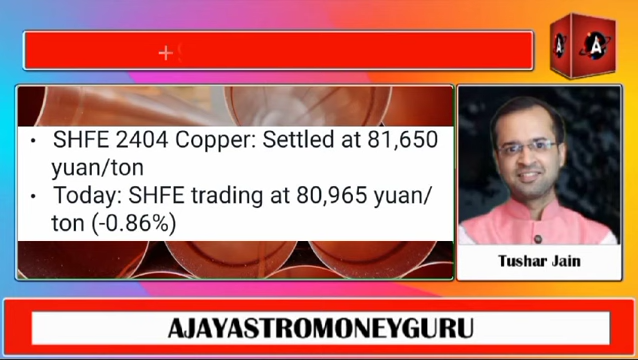 +
A
A
• SHFE 2404 Copper: Settled at 81,650
yuan/ton
• Today: SHFE trading at 80,965 yuan/
ton (-0.86%)
Tushar Jain
AJAYASTROMONEYGURU